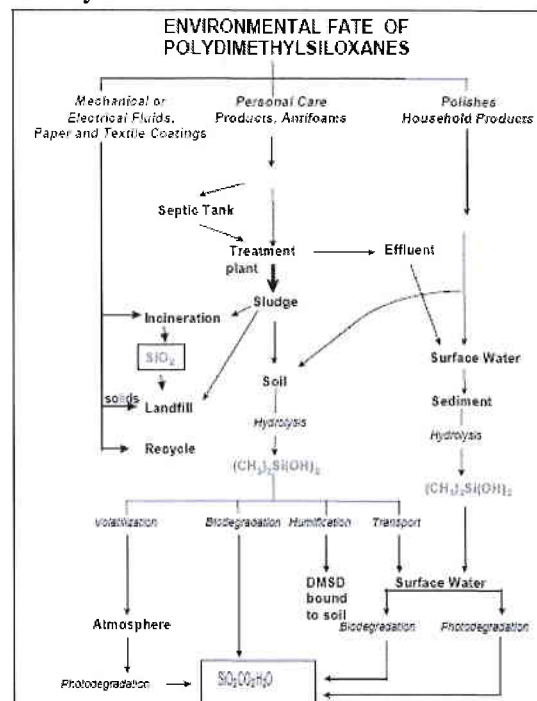 ENVIRONMENTAL FATE OF
POLYDIMETHYLSILOXANES
Mechanical or
Electrical Fluids,
Paper and Textile Coatings
Personal Care
Products, Antifoams
Polishes
Household Products
Septic Tank
Treatment
plant
Effluent
Sludge
Incineration
SiO₂
Surface Water
Soil
solids
Landfill
Sediment
Hydrolysis
Hydrolysis
Recycle
(CH₃)₂Si(OH)₂
(CH₃)₂Si(OH)₂
Volatilization
Biodegradation
Humification
Transport
DMSD
bound
to soil
Surface Water
Atmosphere
Biodegradation
Photodegradation
Photodegradation
SiO₂CO₂H₂O